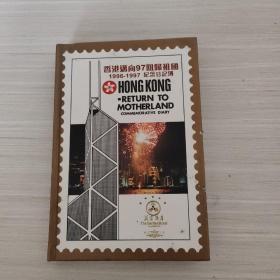 香港邁向97回歸祖國
1996-1997 紀念日記簿
HONG KONG
RETURN TO
MOTHERLAND
COMMEMORATIVE DIARY